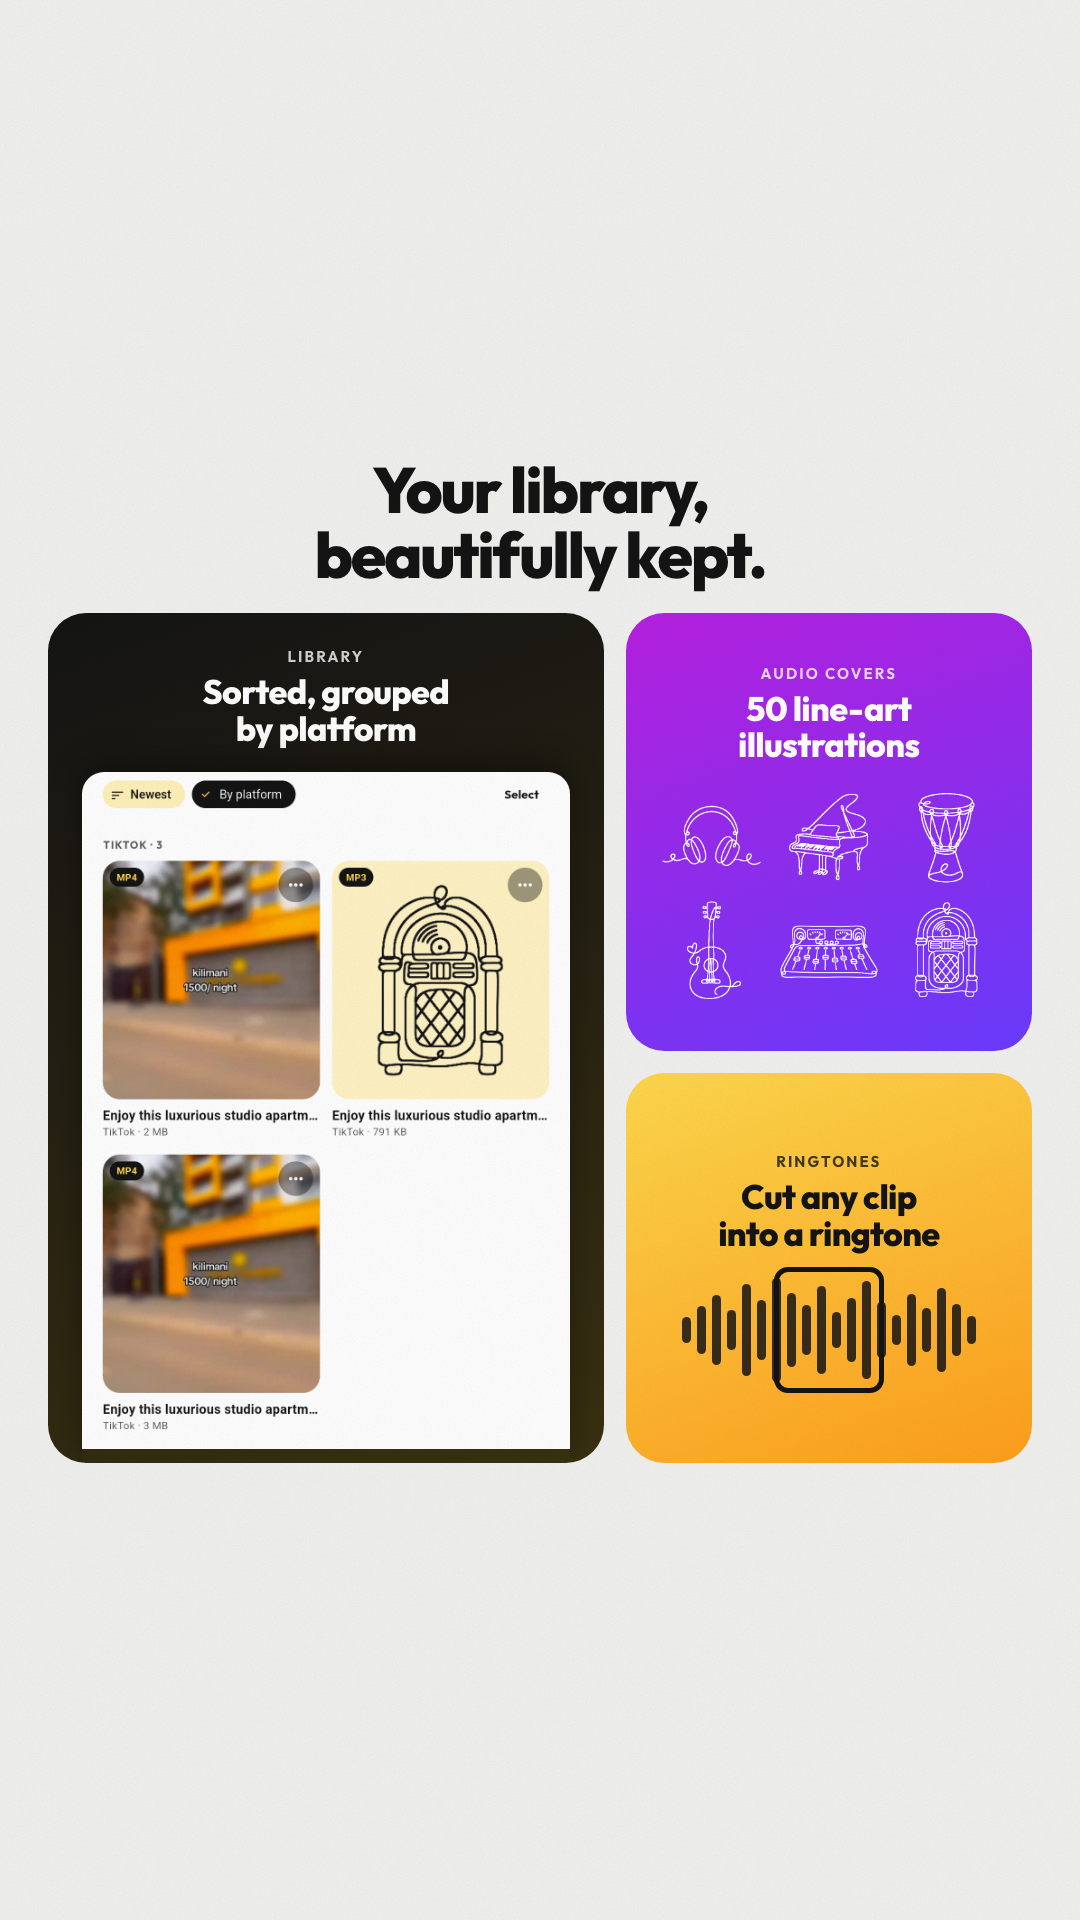 Your library,
beautifully kept.
LIBRARY
Sorted, grouped
by platform
Newest
By platform
Select
TIKTOK · 3
MP4
kilimani
1500/ night
MP3
Enjoy this luxurious studio apartm...
TikTok · 2 MB
Enjoy this luxurious studio apartm...
TikTok · 791 KB
MP4
kilimani
1500/ night
Enjoy this luxurious studio apartm...
TikTok · 3 MB
AUDIO COVERS
50 line-art
illustrations
RINGTONES
Cut any clip
into a ringtone